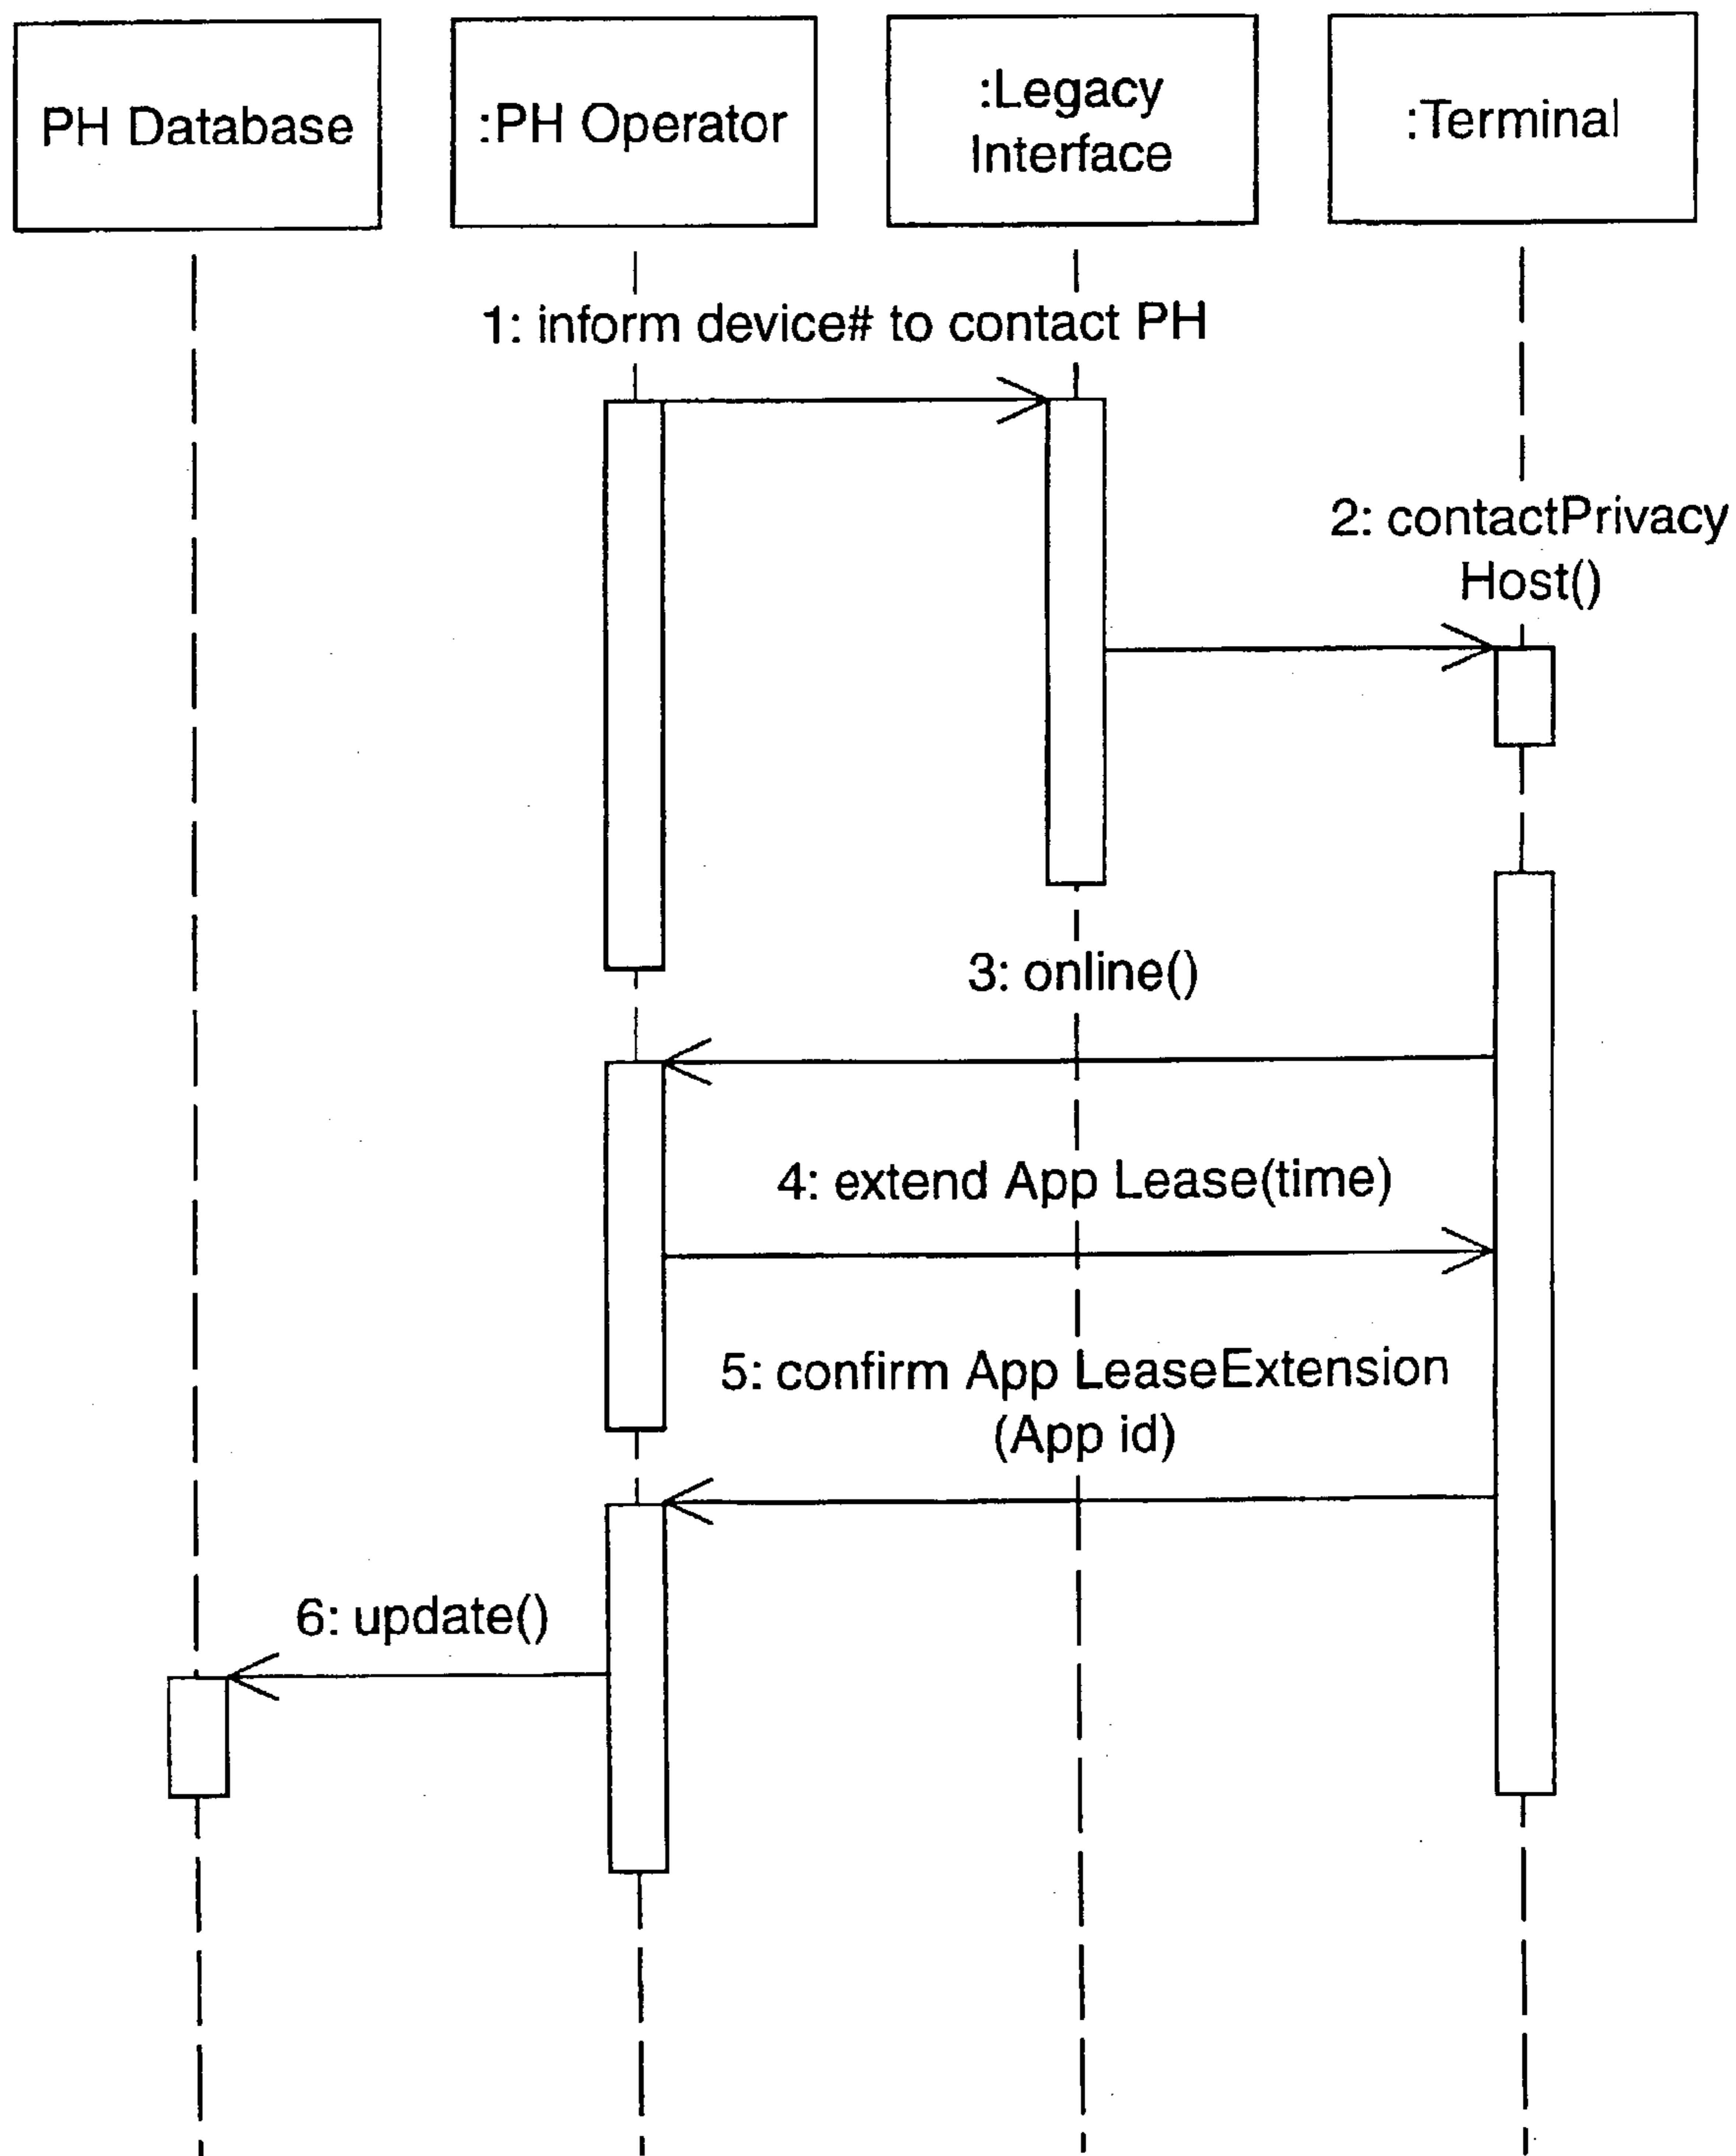 PH Database
:PH Operator
:Legacy
Interface
:Terminal
1: inform device# to contact PH
2: contactPrivacy
Host()
3: online()
4: extend App Lease(time)
5: confirm App LeaseExtension
(App id)
6: update()